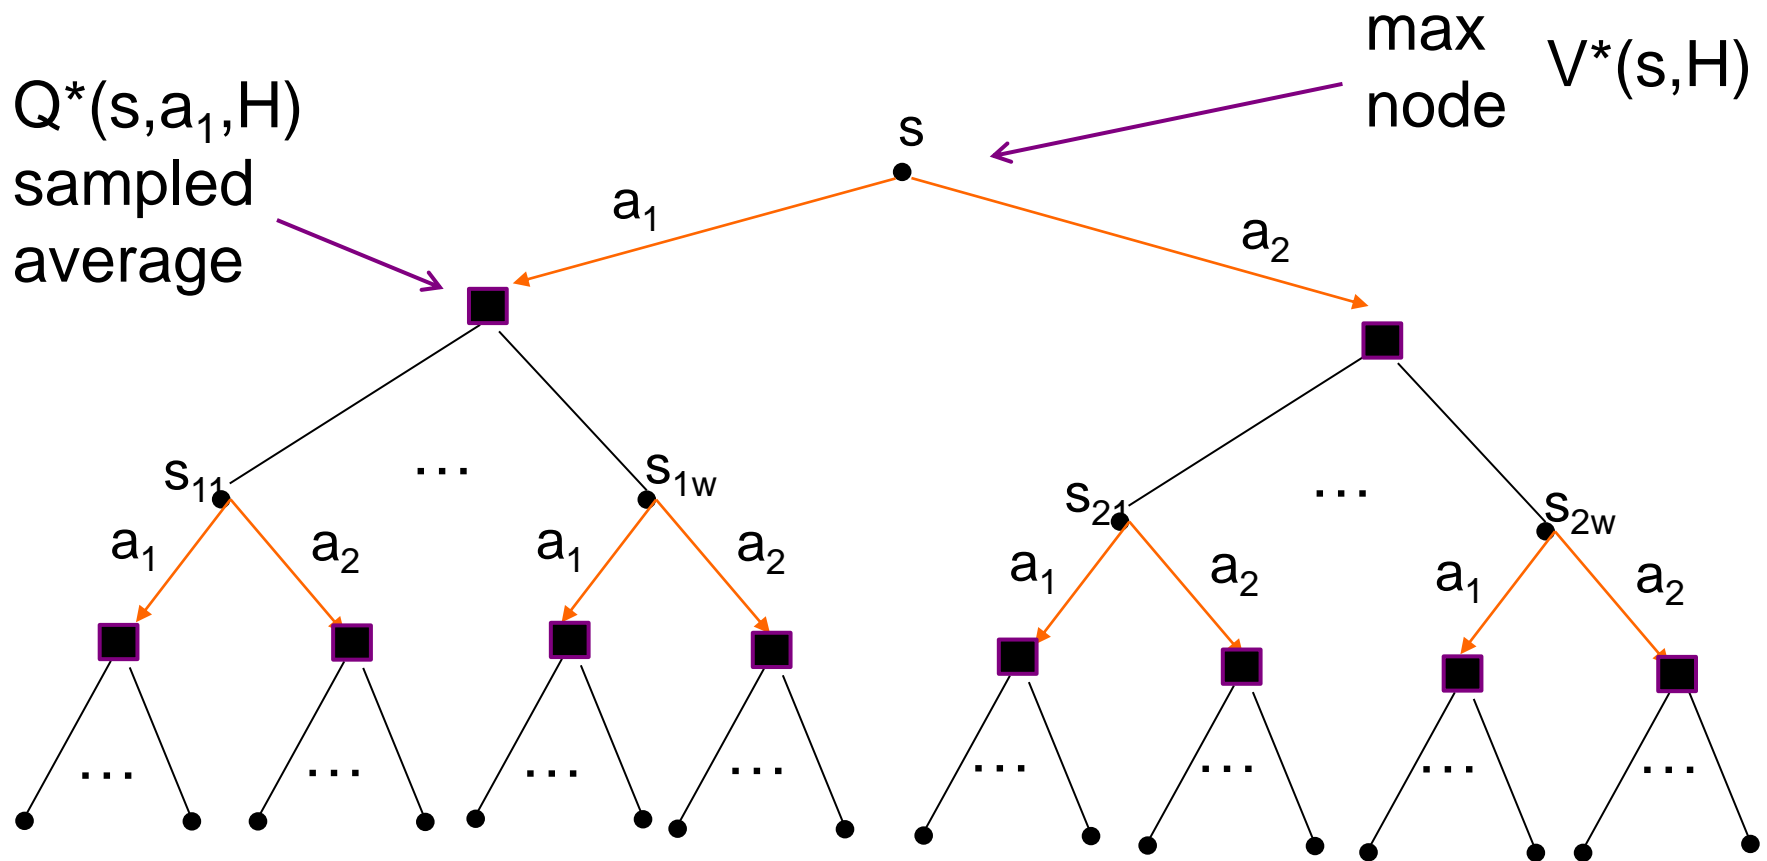 max
node
V*(s,H)
Q*(s,a₁,H)
sampled
average
s
a₁
a₂
s₁₁
…
s₁w
s₂₁
…
s₂w
a₁
a₂
a₁
a₂
a₁
a₂
a₁
a₂
…
…
…
…
…
…
…
…